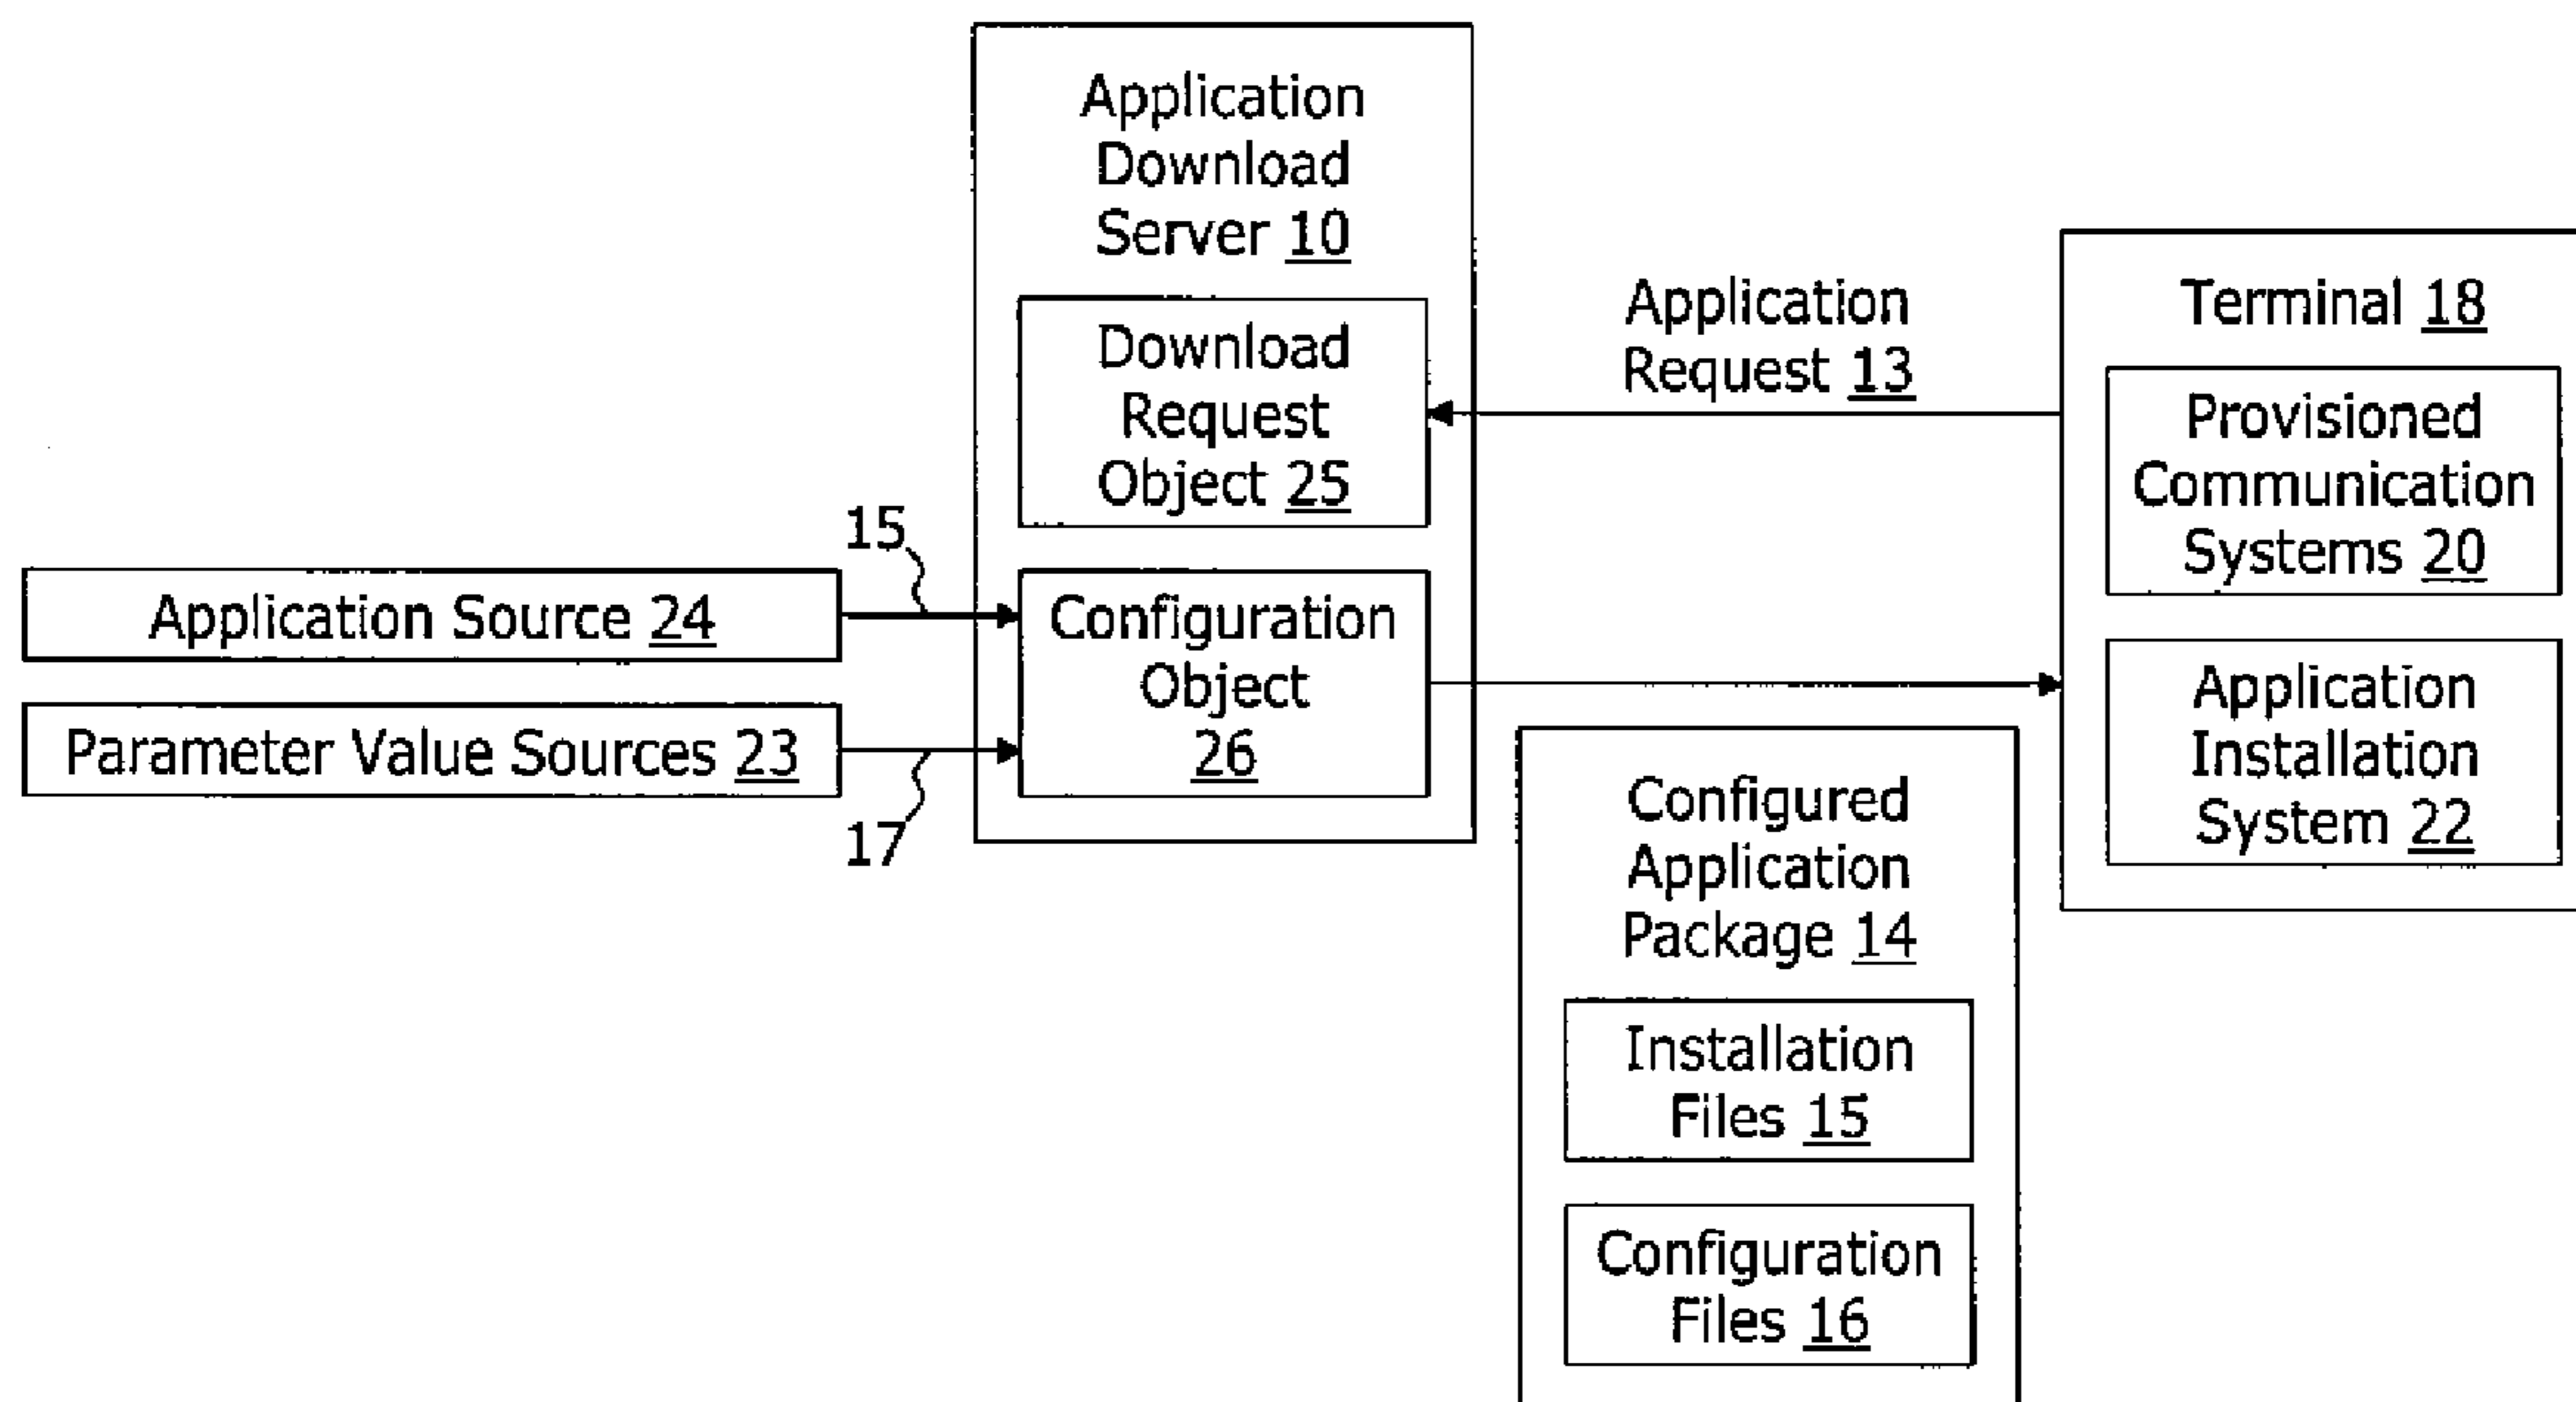 Application
Download
Server 10
Download
Request
Object 25
Configuration
Object
26
15
Application Source 24
Parameter Value Sources 23
17
Application
Request 13
Terminal 18
Provisioned
Communication
Systems 20
Application
Installation
System 22
Configured
Application
Package 14
Installation
Files 15
Configuration
Files 16